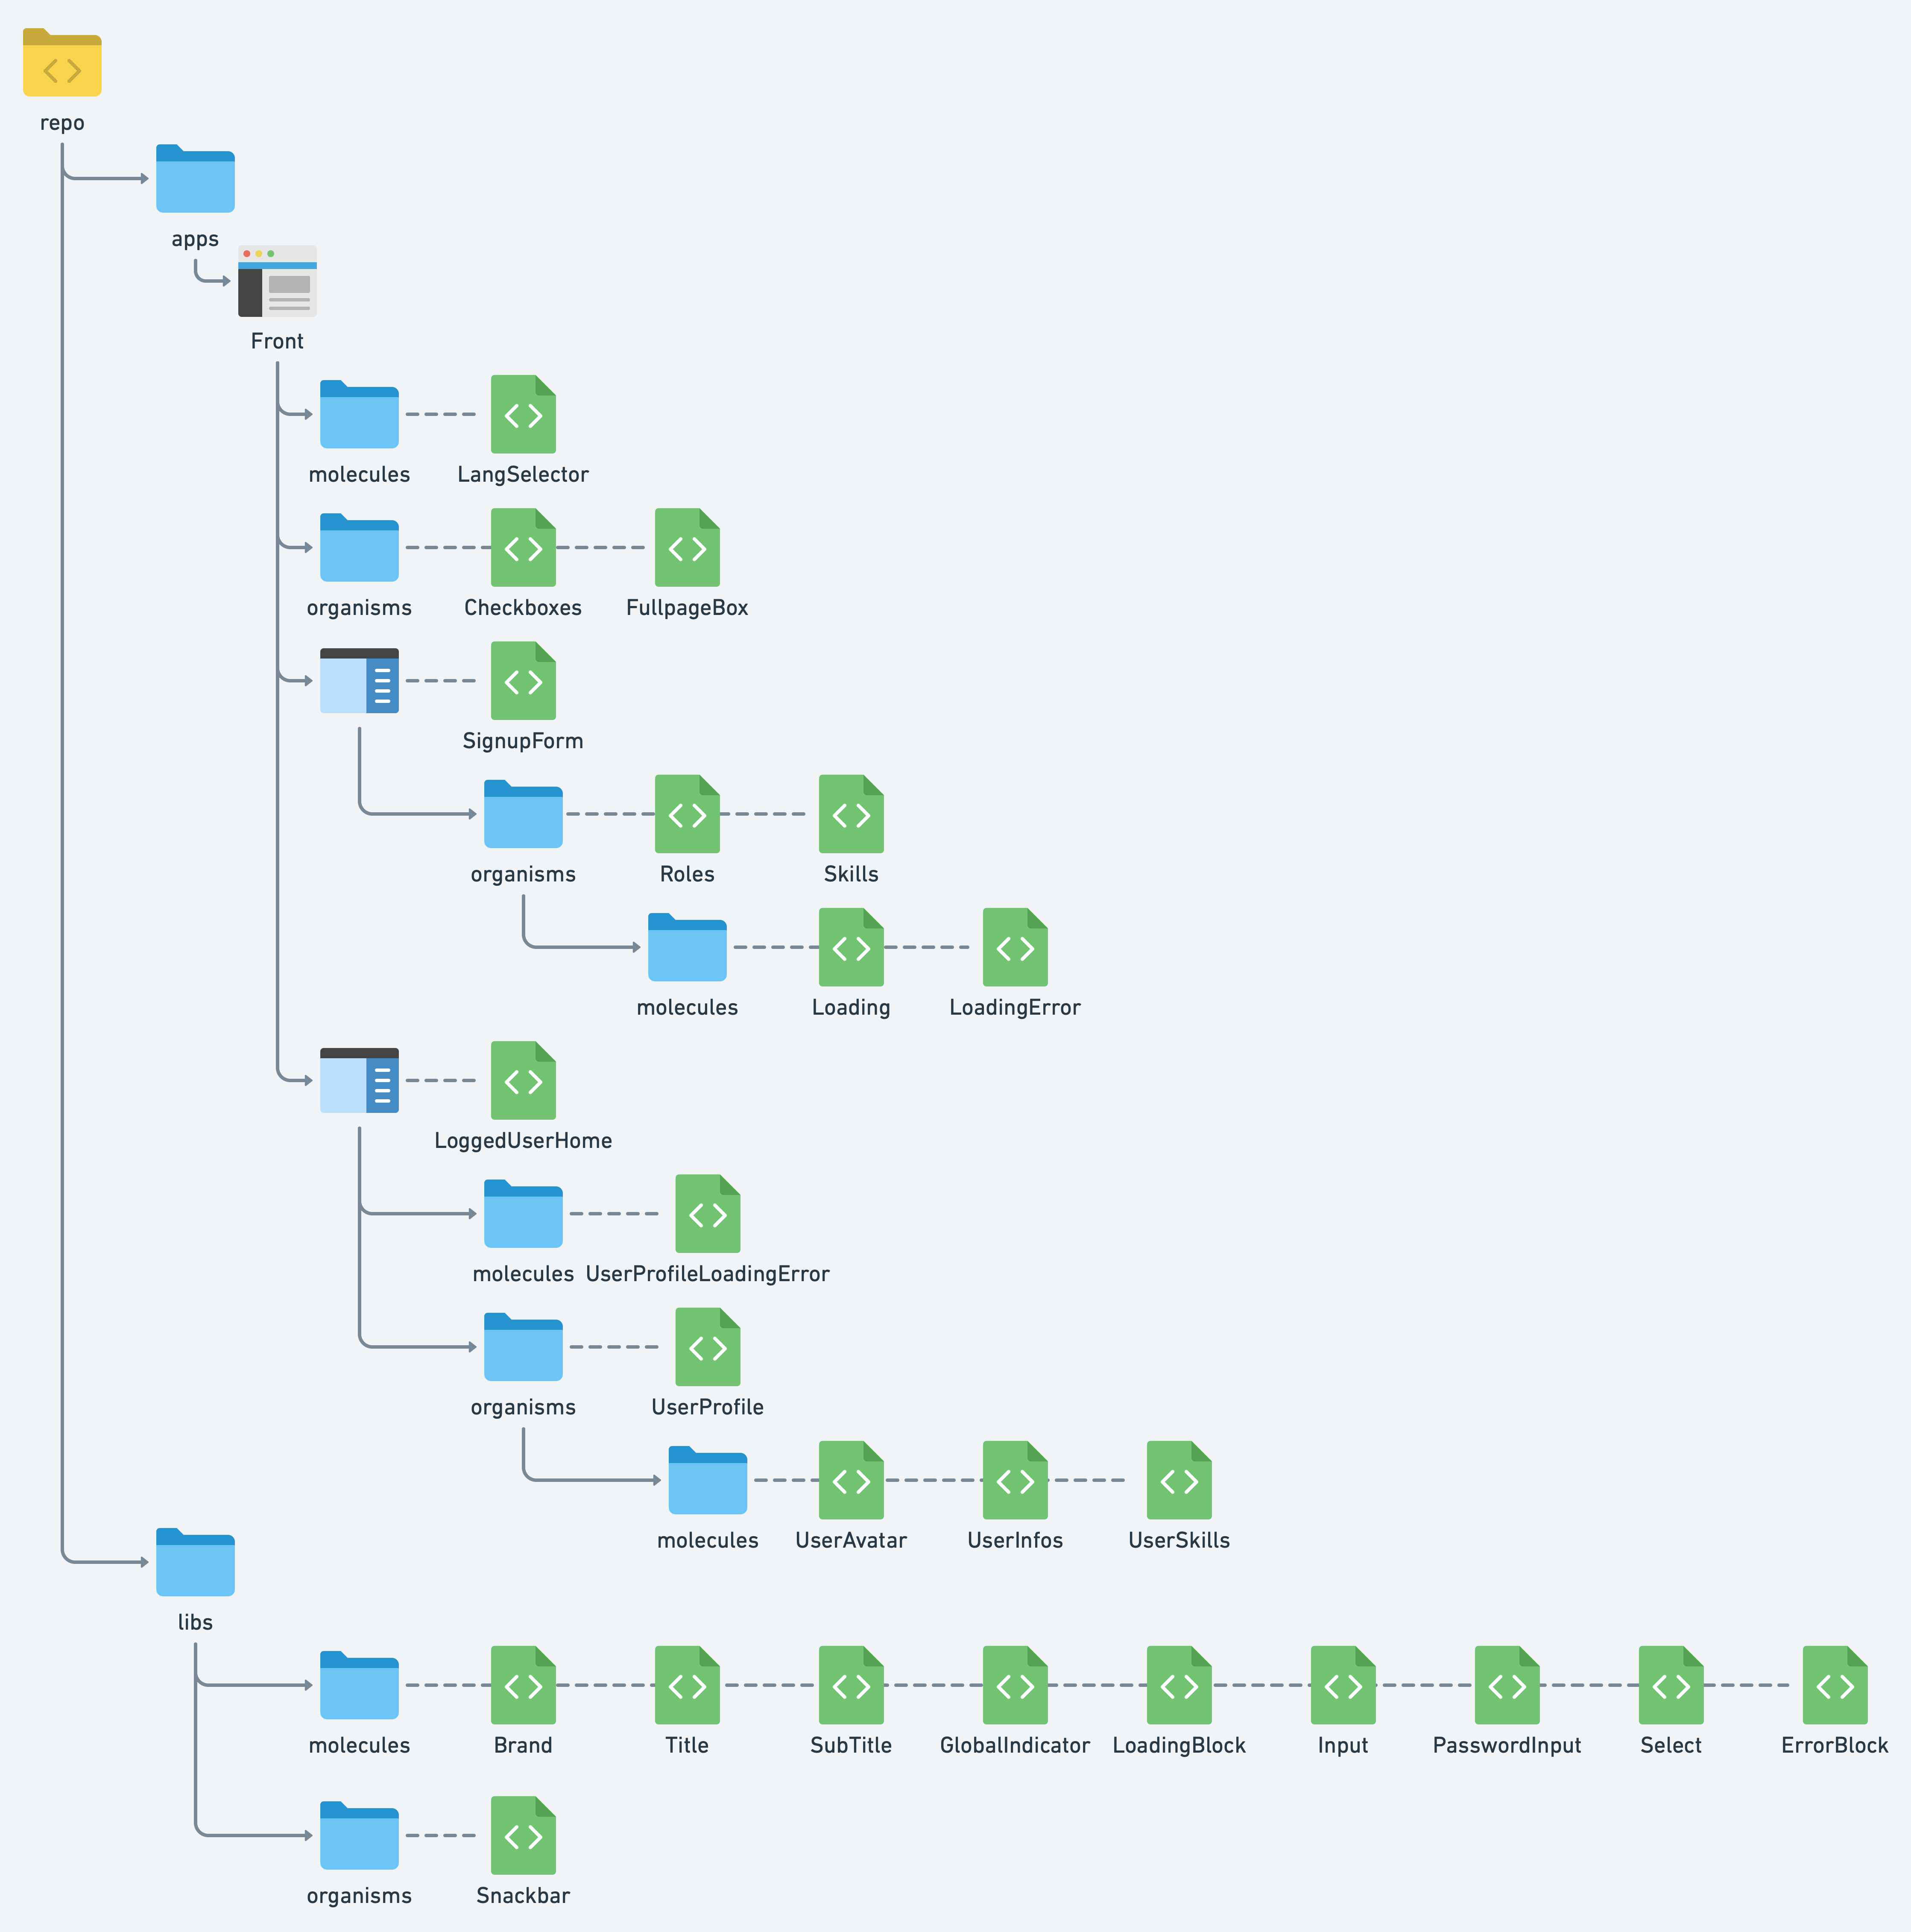 repo
apps
Front
molecules LangSelector
organisms Checkboxes FullpageBox
SignupForm
organisms Roles Skills
molecules Loading LoadingError
LoggedUserHome
molecules UserProfileLoadingError
organisms UserProfile
molecules UserAvatar UserInfos UserSkills
libs
molecules Brand Title SubTitle GlobalIndicator LoadingBlock Input PasswordInput Select ErrorBlock
organisms Snackbar